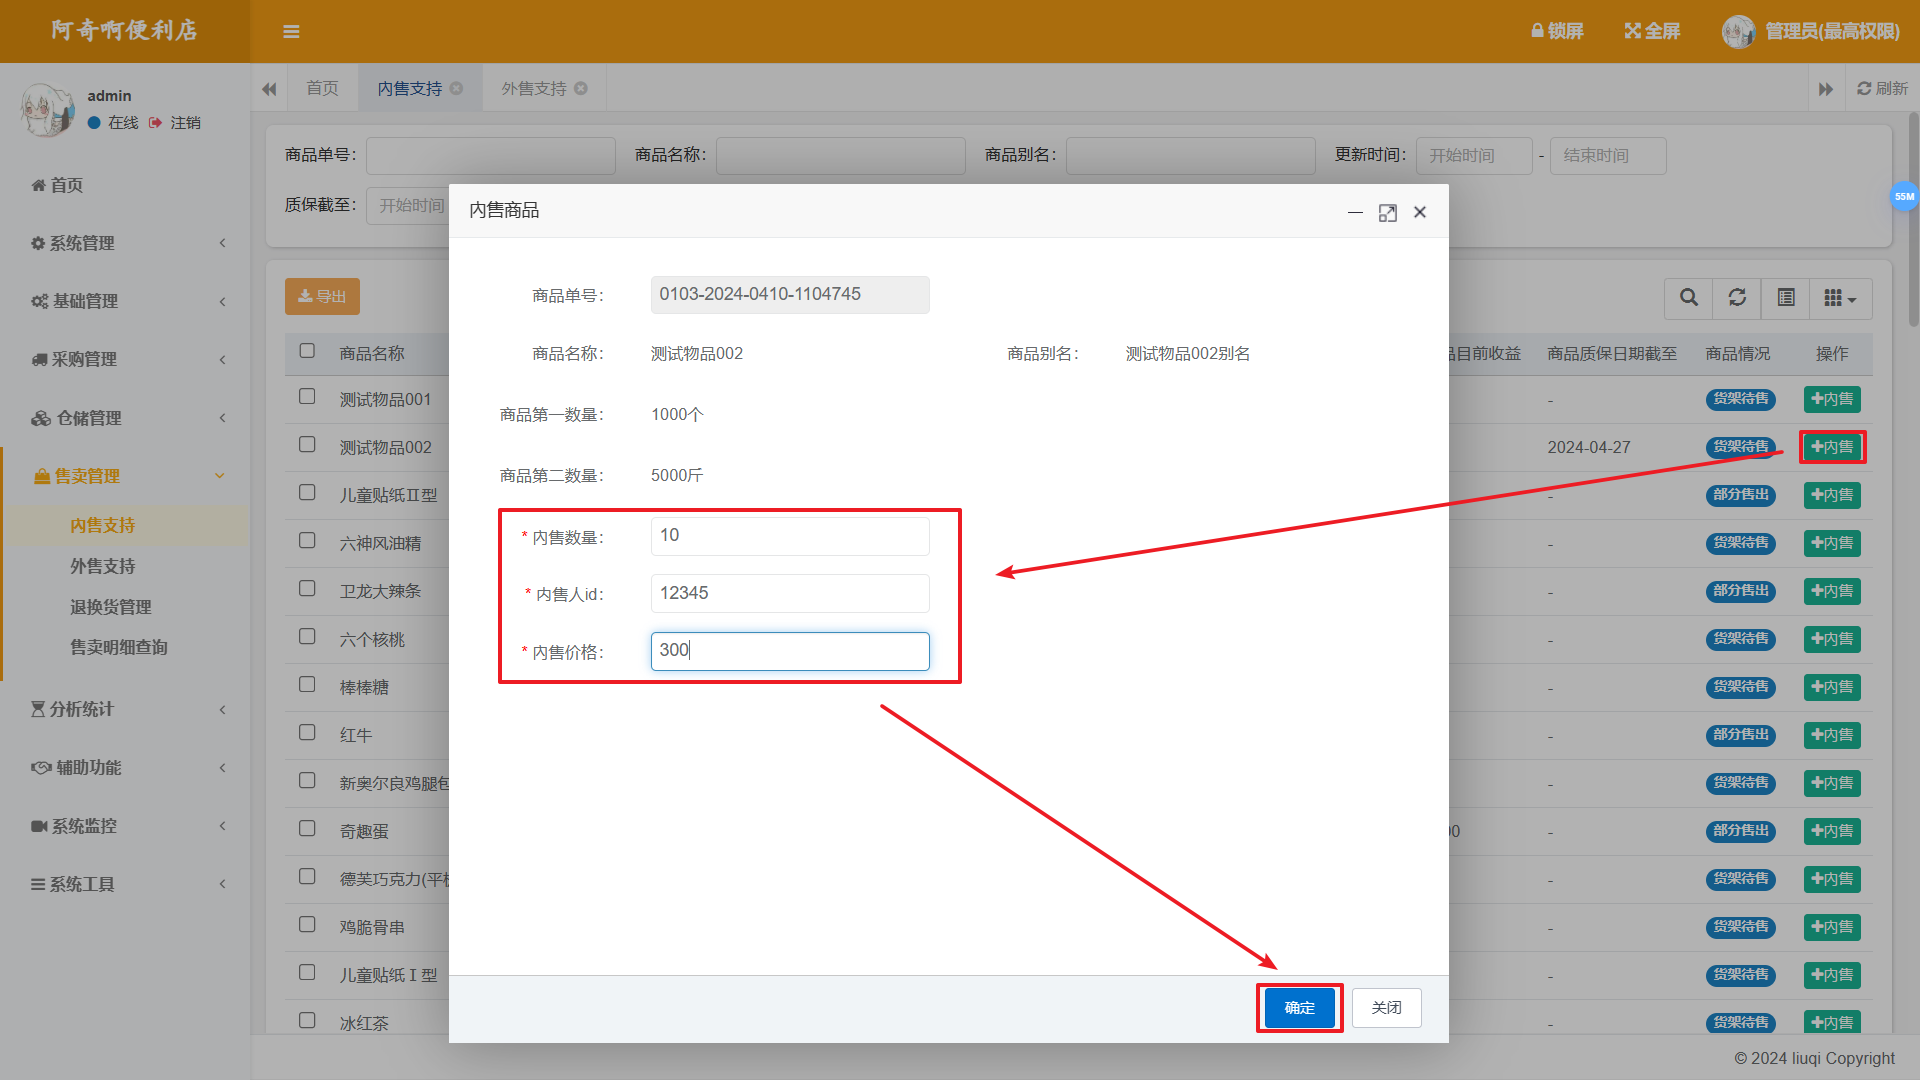 阿奇啊便利店
锁屏
全屏
管理员(最高权限)
admin
在线
注销
首页
内售支持
外售支持
刷新
首页
系统管理
基础管理
采购管理
仓储管理
售卖管理
内售支持
外售支持
退换货管理
售卖明细查询
分析统计
辅助功能
系统监控
系统工具
商品单号:
商品名称:
商品别名:
更新时间:
开始时间
-
结束时间
质保截至:
开始时间
55M
导出
商品名称
目前收益
商品质保日期截至
商品情况
操作
测试物品001
-
货架待售
内售
测试物品002
2024-04-27
货架待售
内售
儿童贴纸Ⅱ型
-
部分售出
内售
六神风油精
-
货架待售
内售
卫龙大辣条
-
部分售出
内售
六个核桃
-
货架待售
内售
棒棒糖
-
货架待售
内售
红牛
-
部分售出
内售
新奥尔良鸡腿包
-
货架待售
内售
奇趣蛋
-
部分售出
内售
德芙巧克力(平板
-
货架待售
内售
鸡脆骨串
-
货架待售
内售
儿童贴纸Ⅰ型
-
货架待售
内售
冰红茶
-
货架待售
内售
内售商品
商品单号:
0103-2024-0410-1104745
商品名称:
测试物品002
商品别名:
测试物品002别名
商品第一数量:
1000个
商品第二数量:
5000斤
* 内售数量:
10
* 内售人id:
12345
* 内售价格:
300
确定
关闭
© 2024 liuqi Copyright